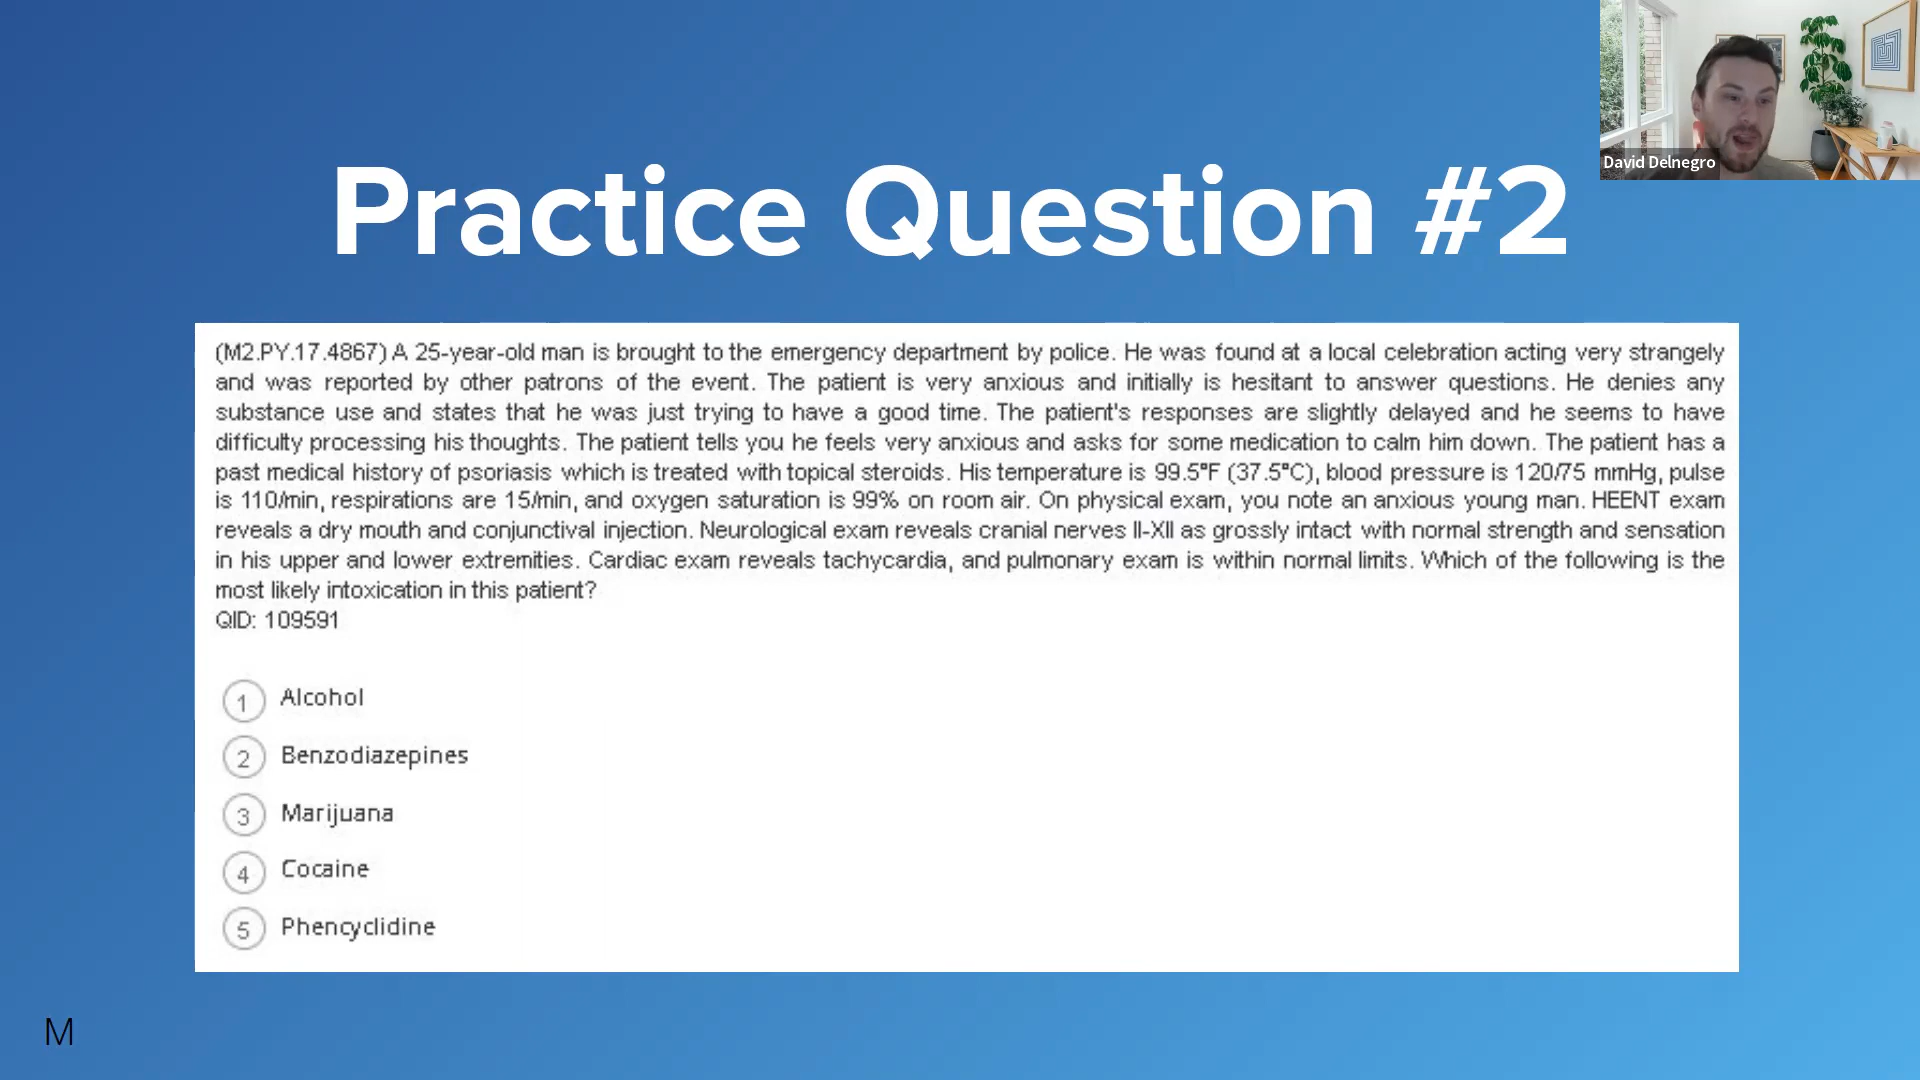 David Delnegro
Practice Question #2
(M2.PY.17.4867) A 25-year-old man is brought to the emergency department by police. He was found at a local celebration acting very strangely
and was reported by other patrons of the event. The patient is very anxious and initially is hesitant to answer questions. He denies any
substance use and states that he was just trying to have a good time. The patient's responses are slightly delayed and he seems to have
difficulty processing his thoughts. The patient tells you he feels very anxious and asks for some medication to calm him down. The patient has a
past medical history of psoriasis which is treated with topical steroids. His temperature is 99.5°F (37.5°C), blood pressure is 120/75 mmHg, pulse
is 110/min, respirations are 15/min, and oxygen saturation is 99% on room air. On physical exam, you note an anxious young man. HEENT exam
reveals a dry mouth and conjunctival injection. Neurological exam reveals cranial nerves II-XII as grossly intact with normal strength and sensation
in his upper and lower extremities. Cardiac exam reveals tachycardia, and pulmonary exam is within normal limits. Which of the following is the
most likely intoxication in this patient?
QID: 109591
1 Alcohol
2 Benzodiazepines
3 Marijuana
4 Cocaine
5 Phencyclidine
M